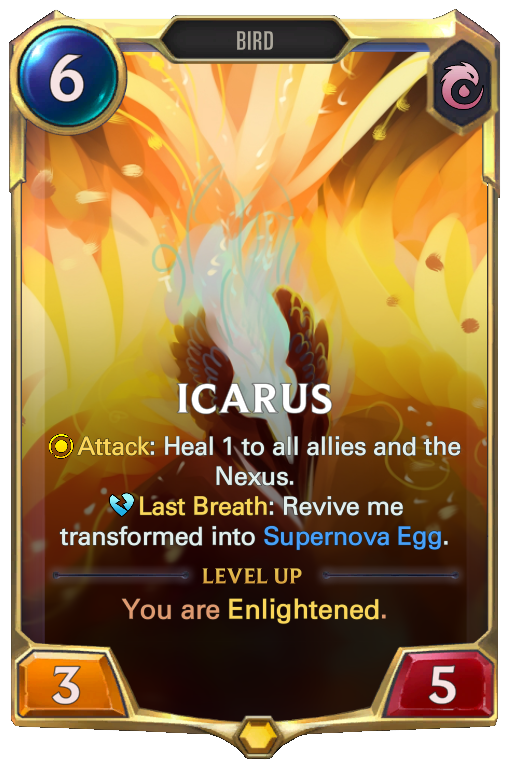 BIRD
6
ICARUS
Attack: Heal 1 to all allies and the
Nexus.
Last Breath: Revive me
transformed into Supernova Egg.
LEVEL UP
You are Enlightened.
3
5